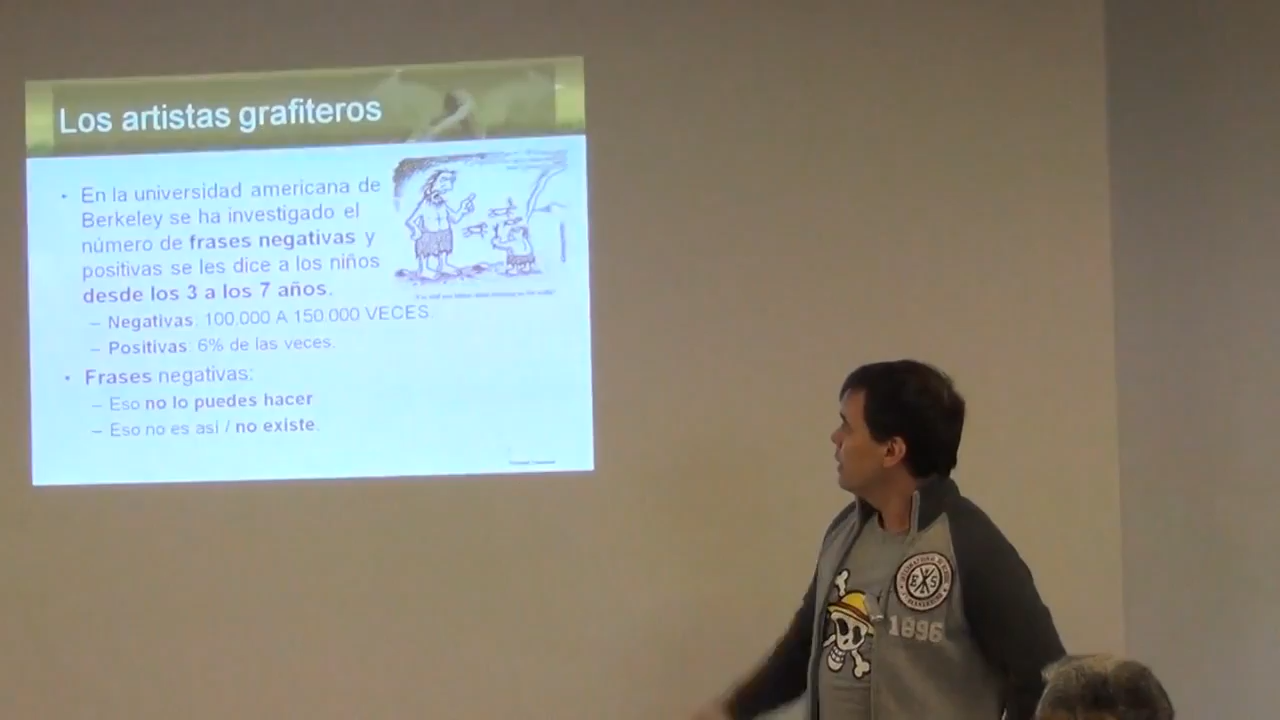 Los artistas grafiteros
• En la universidad americana de
Berkeley se ha investigado el
número de frases negativas y
positivas se les dice a los niños
desde los 3 a los 7 años.
– Negativas: 100.000 A 150.000 VECES.
– Positivas: 6% de las veces.
• Frases negativas:
– Eso no lo puedes hacer
– Eso no es asi / no existe.
1896